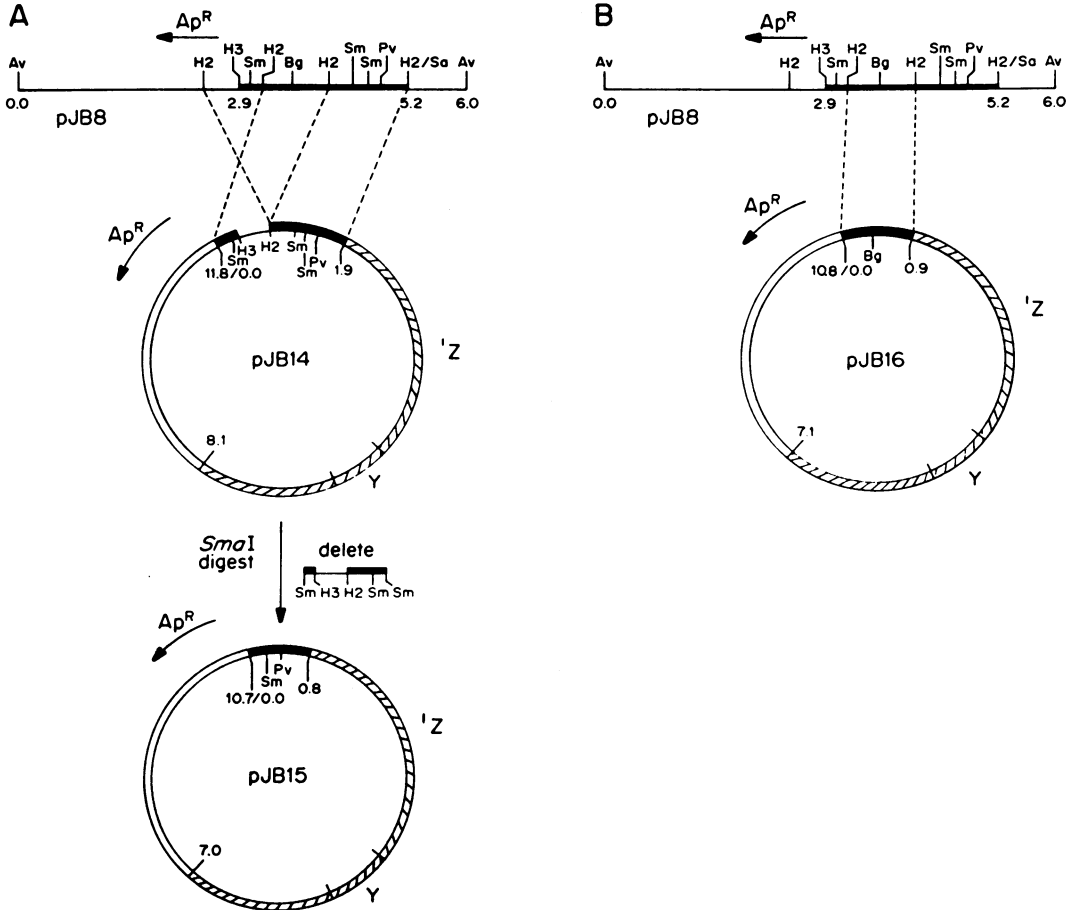 A
ApR
H3 H2 Sm Pv
Av H2 Sm Bg H2 Sm H2/Sa Av
0.0 2.9 5.2 6.0
pJB8
ApR
H3 H2 Sm Pv
Sm Sm
11.8/0.0 1.9
'Z
pJB14
8.1
Y
SmaI digest
delete
Sm H3 H2 Sm Sm
ApR
Pv
Sm
10.7/0.0 0.8
'Z
pJB15
7.0
Y
B
ApR
H3 H2 Sm Pv
Av H2 Sm Bg H2 Sm H2/Sa Av
0.0 2.9 5.2 6.0
pJB8
ApR
Bg
10.8/0.0 0.9
'Z
pJB16
7.1
Y